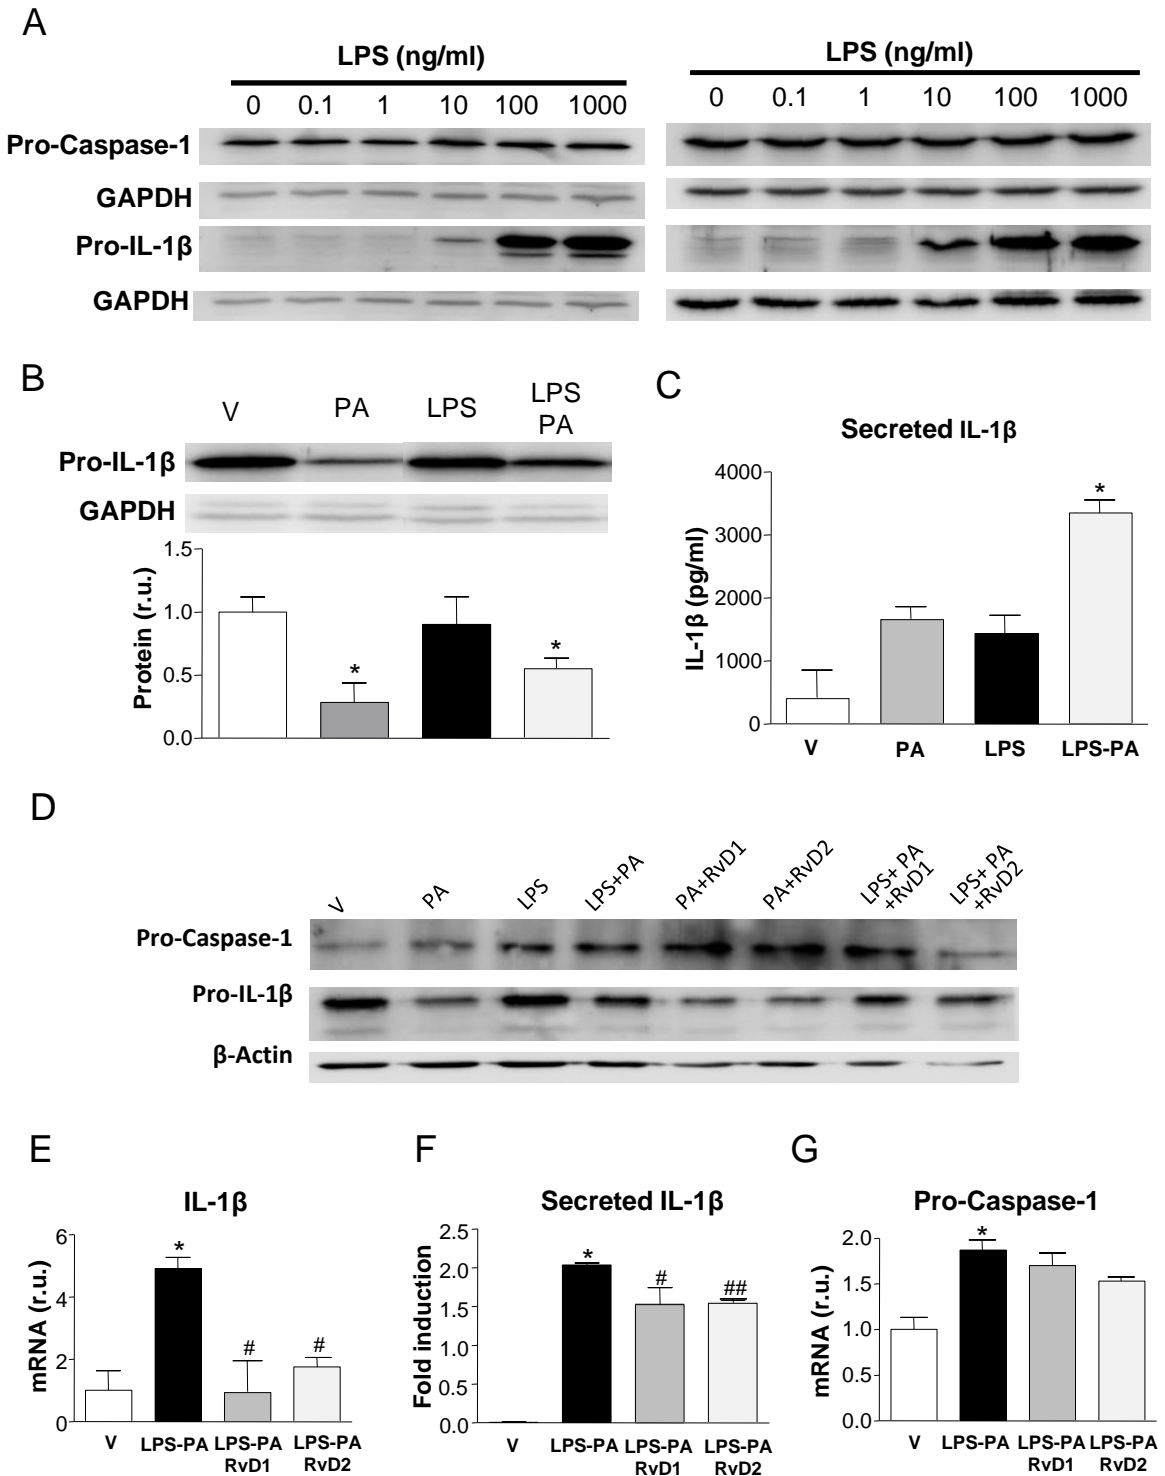 A
LPS (ng/ml)
0 0.1 1 10 100 1000
LPS (ng/ml)
0 0.1 1 10 100 1000
Pro-Caspase-1
GAPDH
Pro-IL-1β
GAPDH
B
V PA LPS LPS
PA
Pro-IL-1β
GAPDH
1.5
1.0
0.5
0.0
Protein (r.u.)
*
*
C
Secreted IL-1β
4000
3000
2000
1000
0
IL-1β (pg/ml)
*
V PA LPS LPS-PA
D
V PA LPS LPS+PA PA+RvD1 PA+RvD2 LPS+ PA
+RvD1
LPS+ PA
+RvD2
Pro-Caspase-1
Pro-IL-1β
β-Actin
E
IL-1β
6
4
2
0
mRNA (r.u.)
*
#
#
V LPS-PA LPS-PA LPS-PA
RvD1 RvD2
F
Secreted IL-1β
2.5
2.0
1.5
1.0
0.5
0.0
Fold induction
*
#
##
V LPS-PA LPS-PA LPS-PA
RvD1 RvD2
G
Pro-Caspase-1
2.0
1.5
1.0
0.5
0.0
mRNA (r.u.)
*
V LPS-PA LPS-PA LPS-PA
RvD1 RvD2